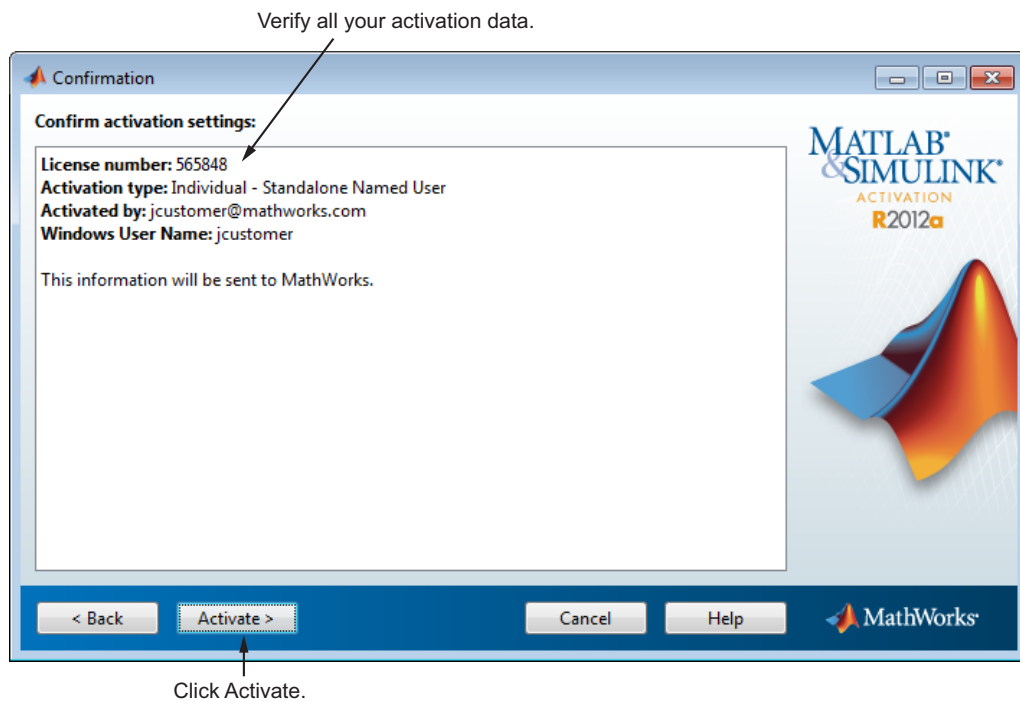 Verify all your activation data.
Confirmation
Confirm activation settings:
License number: 565848
Activation type: Individual - Standalone Named User
Activated by: jcustomer@mathworks.com
Windows User Name: jcustomer
This information will be sent to MathWorks.
MATLAB®
&SIMULINK®
ACTIVATION
R2012a
< Back
Activate >
Cancel
Help
MathWorks®
Click Activate.